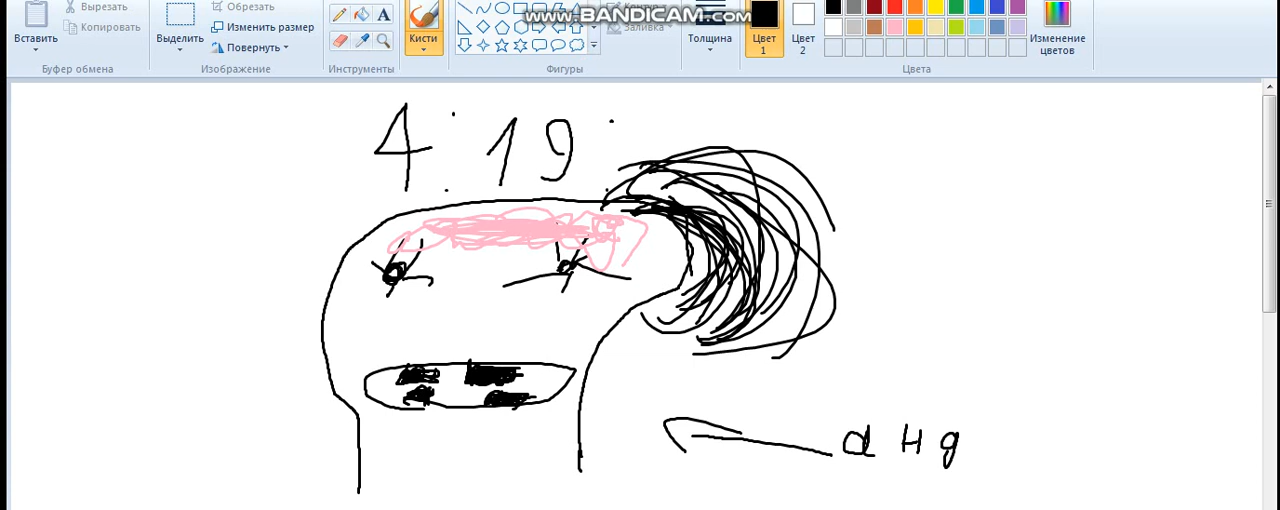 WWW.BANDICAM.COM
Вставить
Вырезать
Копировать
Буфер обмена
Выделить
Обрезать
Изменить размер
Повернуть
Изображение
A
Инструменты
Кисти
Контур
Заливка
Фигуры
Толщина
Цвет 1
Цвет 2
Изменение цветов
Цвета
4:19:
d H g